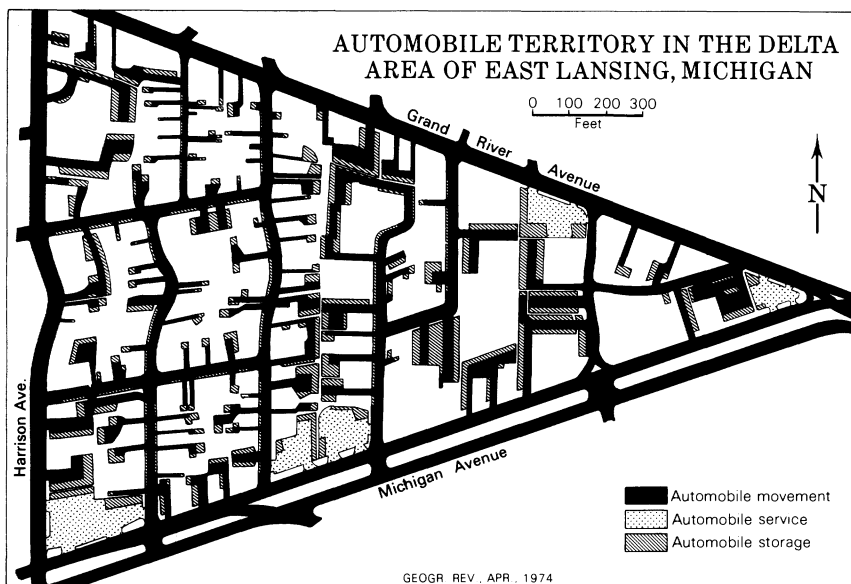 AUTOMOBILE TERRITORY IN THE DELTA
AREA OF EAST LANSING, MICHIGAN
0 100 200 300
Feet
Grand River Avenue
N
Harrison Ave.
Michigan Avenue
Automobile movement
Automobile service
Automobile storage
GEOGR. REV., APR., 1974